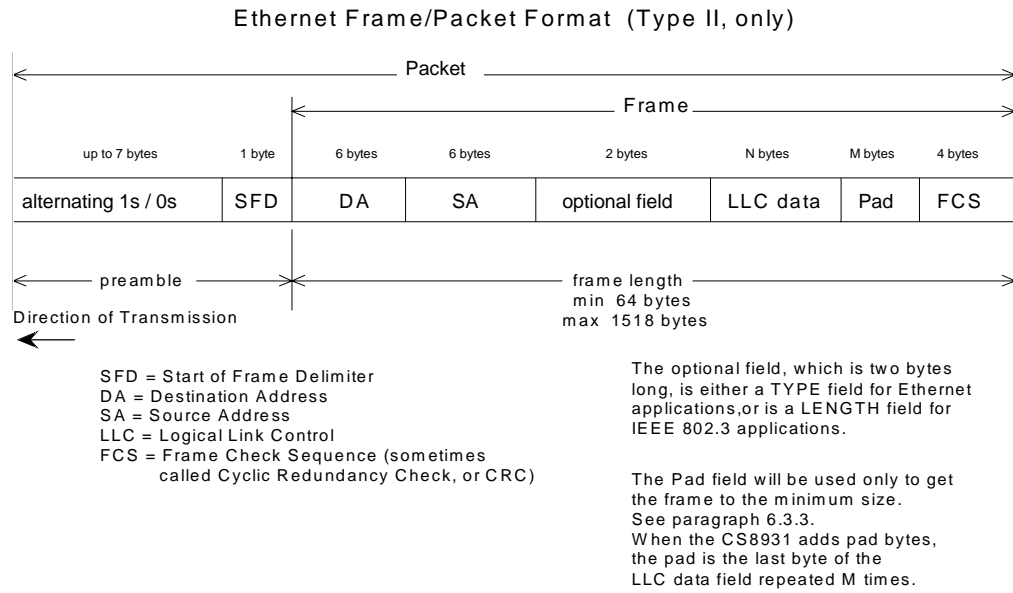 Ethernet Frame/Packet Format (Type II, only)
Packet
Frame
up to 7 bytes 1 byte 6 bytes 6 bytes 2 bytes N bytes M bytes 4 bytes
alternating 1s / 0s SFD DA SA optional field LLC data Pad FCS
preamble frame length
min 64 bytes
max 1518 bytes
Direction of Transmission
SFD = Start of Frame Delimiter
DA = Destination Address
SA = Source Address
LLC = Logical Link Control
FCS = Frame Check Sequence (sometimes
called Cyclic Redundancy Check, or CRC)
The optional field, which is two bytes
long, is either a TYPE field for Ethernet
applications,or is a LENGTH field for
IEEE 802.3 applications.
The Pad field will be used only to get
the frame to the minimum size.
See paragraph 6.3.3.
When the CS8931 adds pad bytes,
the pad is the last byte of the
LLC data field repeated M times.